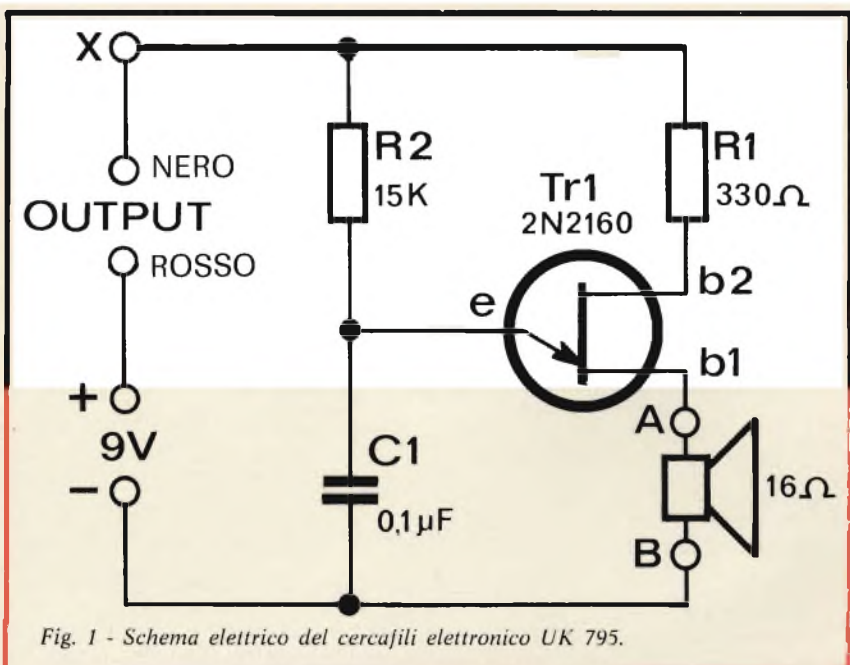 X
NERO
OUTPUT
ROSSO
+
9V
−
R2
15K
C1
0,1µF
Tr1
2N2160
e
b2
b1
R1
330Ω
A
16Ω
B
Fig. 1 - Schema elettrico del cercafili elettronico UK 795.